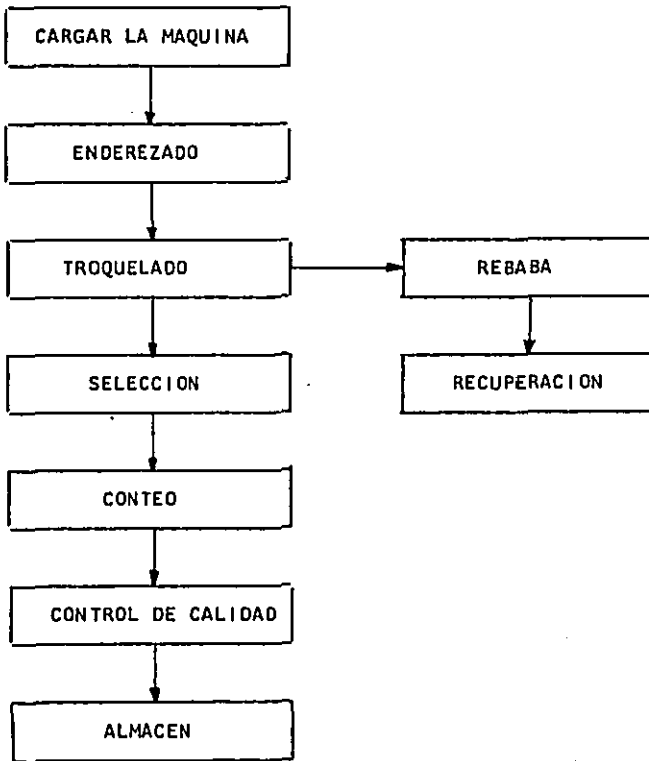 CARGAR LA MAQUINA
ENDEREZADO
TROQUELADO
REBABA
SELECCION
RECUPERACION
CONTEO
CONTROL DE CALIDAD
ALMACEN